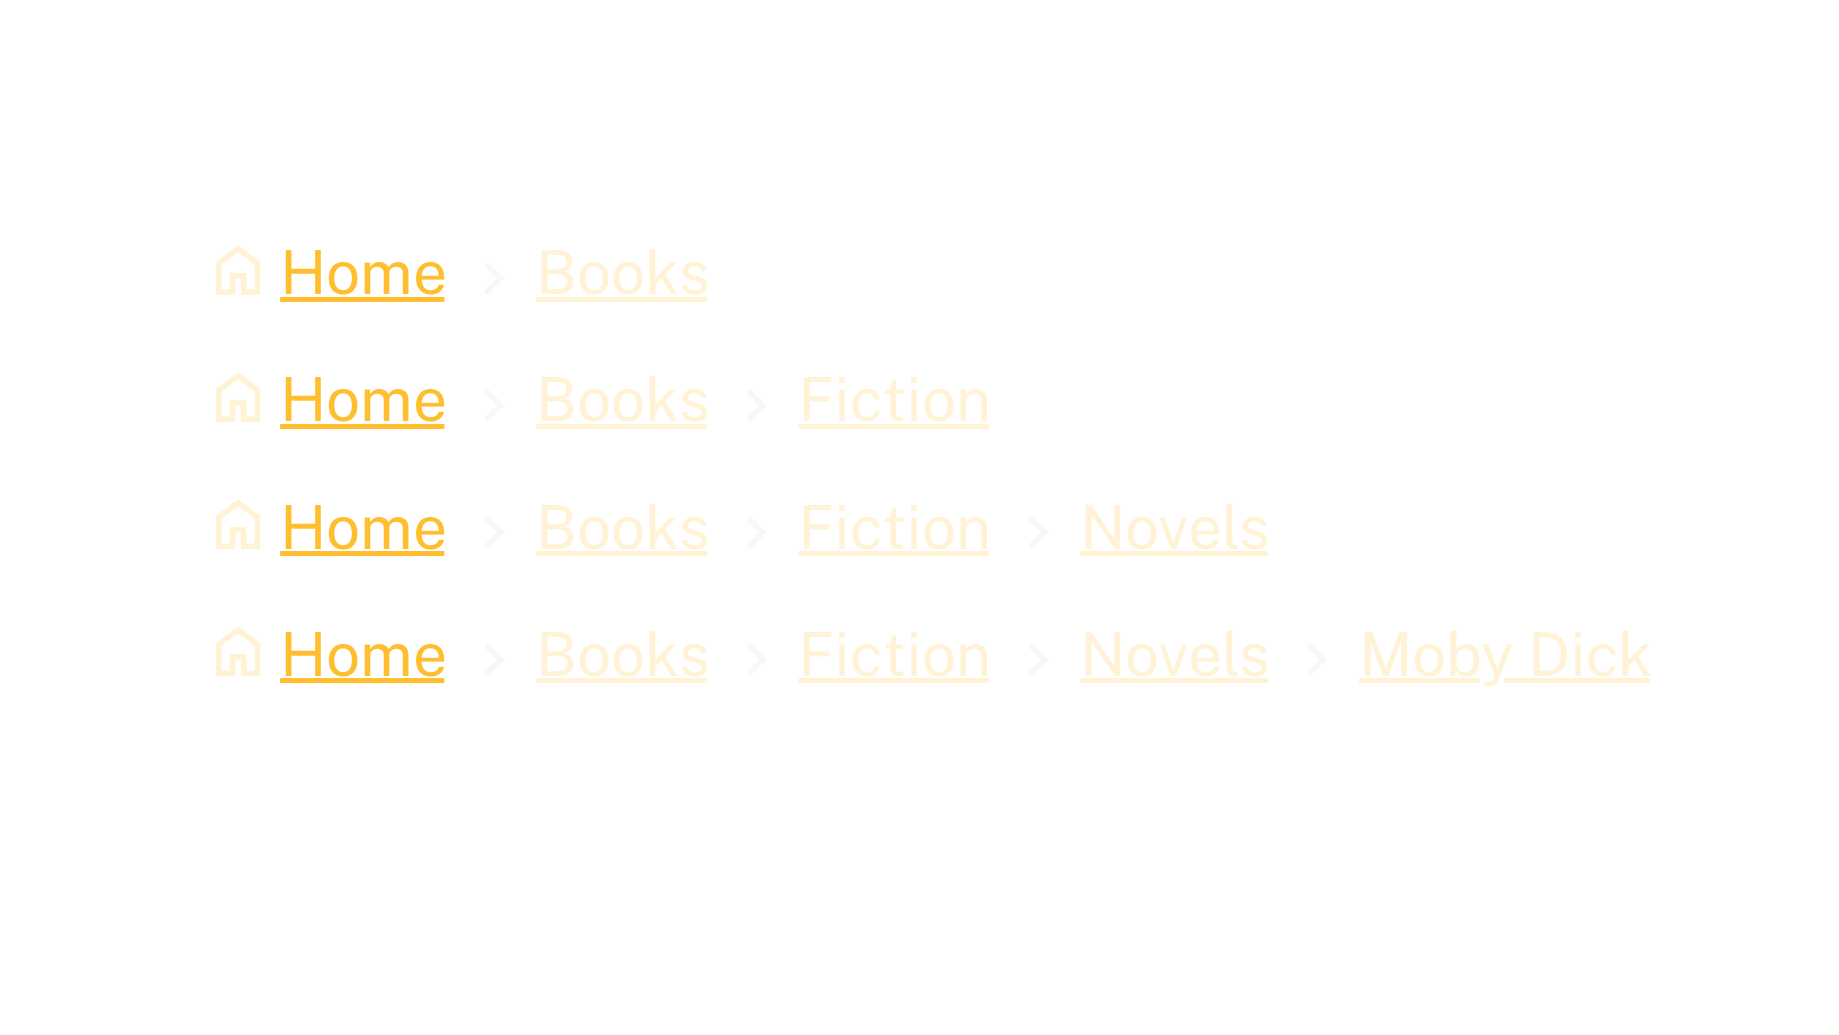 Home > Books
Home > Books > Fiction
Home > Books > Fiction > Novels
Home > Books > Fiction > Novels > Moby Dick